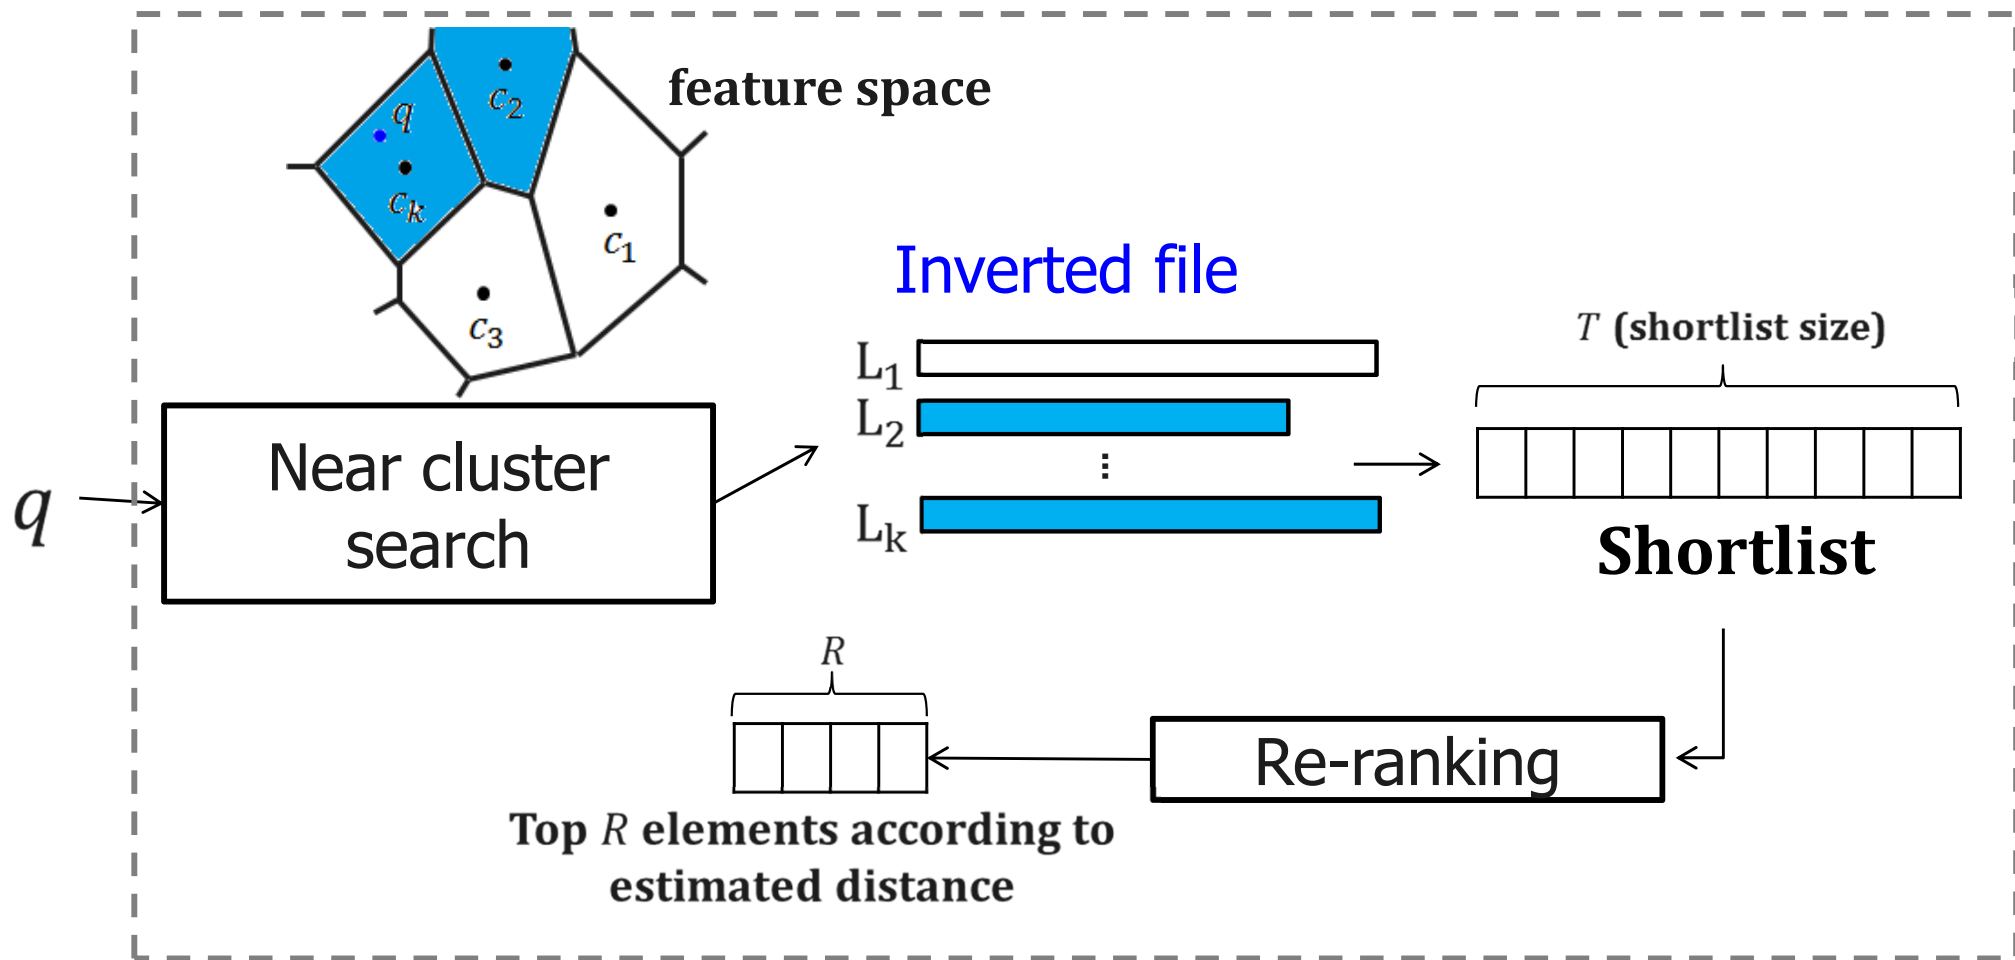 feature space
c₂
q
cₖ
c₁
c₃
Inverted file
T (shortlist size)
L₁
L₂
⋮
Lₖ
q
Near cluster
search
Shortlist
R
Re-ranking
Top R elements according to
estimated distance